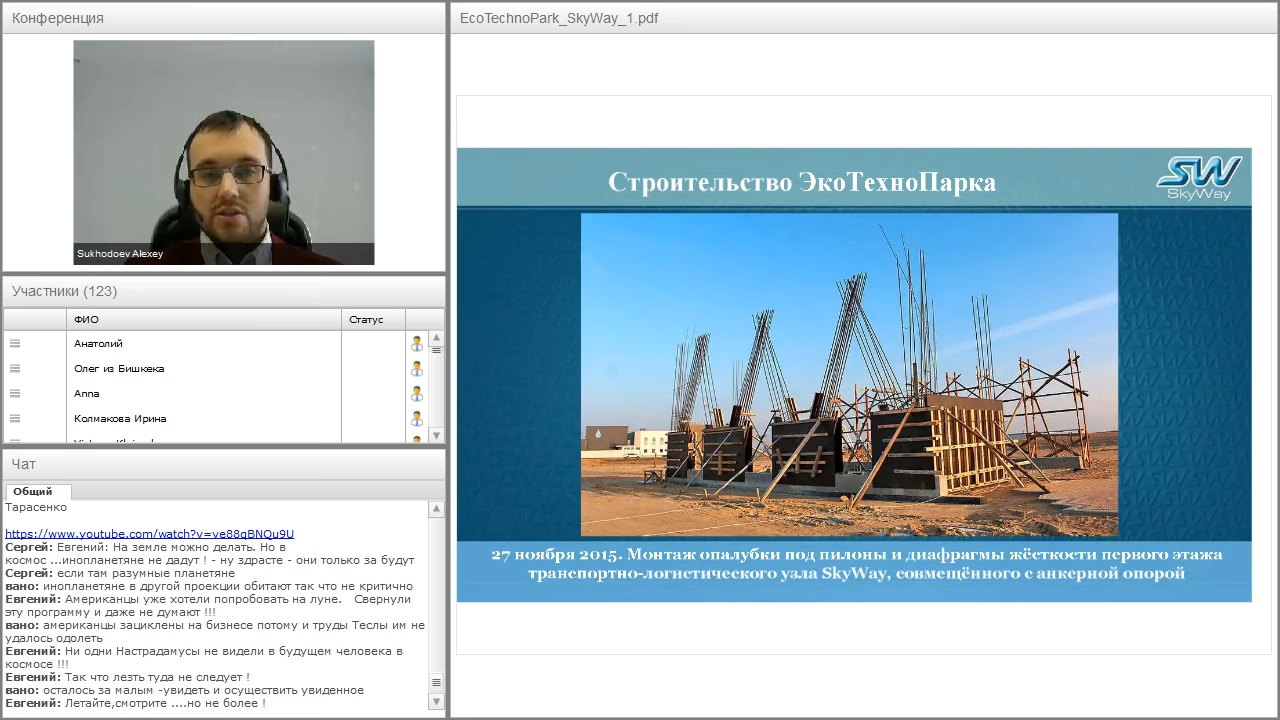 Конференция
Sukhodoev Alexey
Участники (123)
ФИО
Статус
Анатолий
Олег из Бишкека
Anna
Колмакова Ирина
Чат
Общий
Тарасенко
https://www.youtube.com/watch?v=ve88qBNQu9U
Сергей: Евгений: На земле можно делать. Но в
космос ...инопланетяне не дадут ! - ну здрасте - они только за будут
Сергей: если там разумные планетяне
вано: инопланетяне в другой проекции обитают так что не критично
Евгений: Американцы уже хотели попробовать на луне. Свернули
эту программу и даже не думают !!!
вано: американцы зациклены на бизнесе потому и труды Теслы им не
удалось одолеть
Евгений: Ни одни Настрадамусы не видели в будущем человека в
космосе !!!
Евгений: Так что лезть туда не следует !
вано: осталось за малым -увидеть и осуществить увиденное
Евгений: Летайте,смотрите ....но не более !
EcoTechnoPark_SkyWay_1.pdf
Строительство ЭкоТехноПарка
SW
SkyWay
27 ноября 2015. Монтаж опалубки под пилоны и диафрагмы жёсткости первого этажа
транспортно-логистического узла SkyWay, совмещённого с анкерной опорой